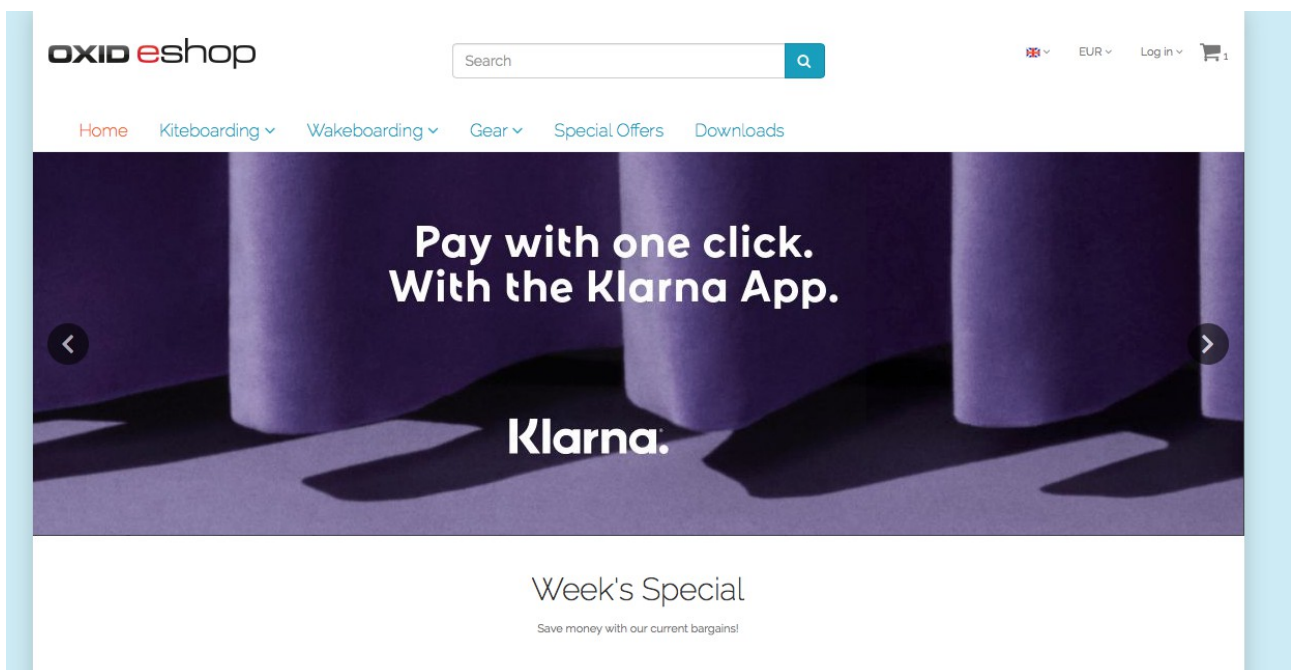 OXID eshop
Search
EUR
Log in
1
Home Kiteboarding Wakeboarding Gear Special Offers Downloads
Pay with one click.
With the Klarna App.
Klarna.
Week's Special
Save money with our current bargains!